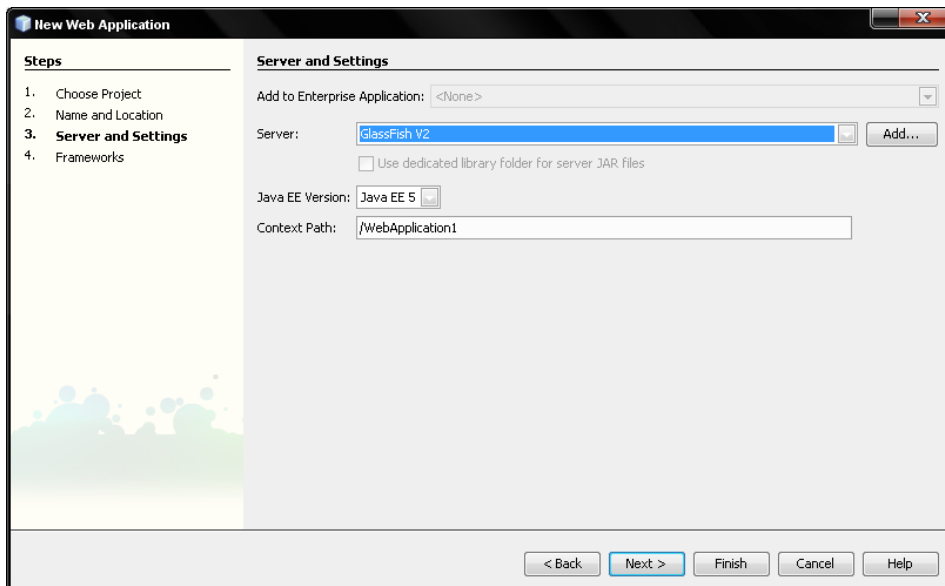 New Web Application
Steps
1. Choose Project
2. Name and Location
3. Server and Settings
4. Frameworks
Server and Settings
Add to Enterprise Application: <None>
Server: GlassFish V2 Add...
Use dedicated library folder for server JAR files
Java EE Version: Java EE 5
Context Path: /WebApplication1
< Back Next > Finish Cancel Help